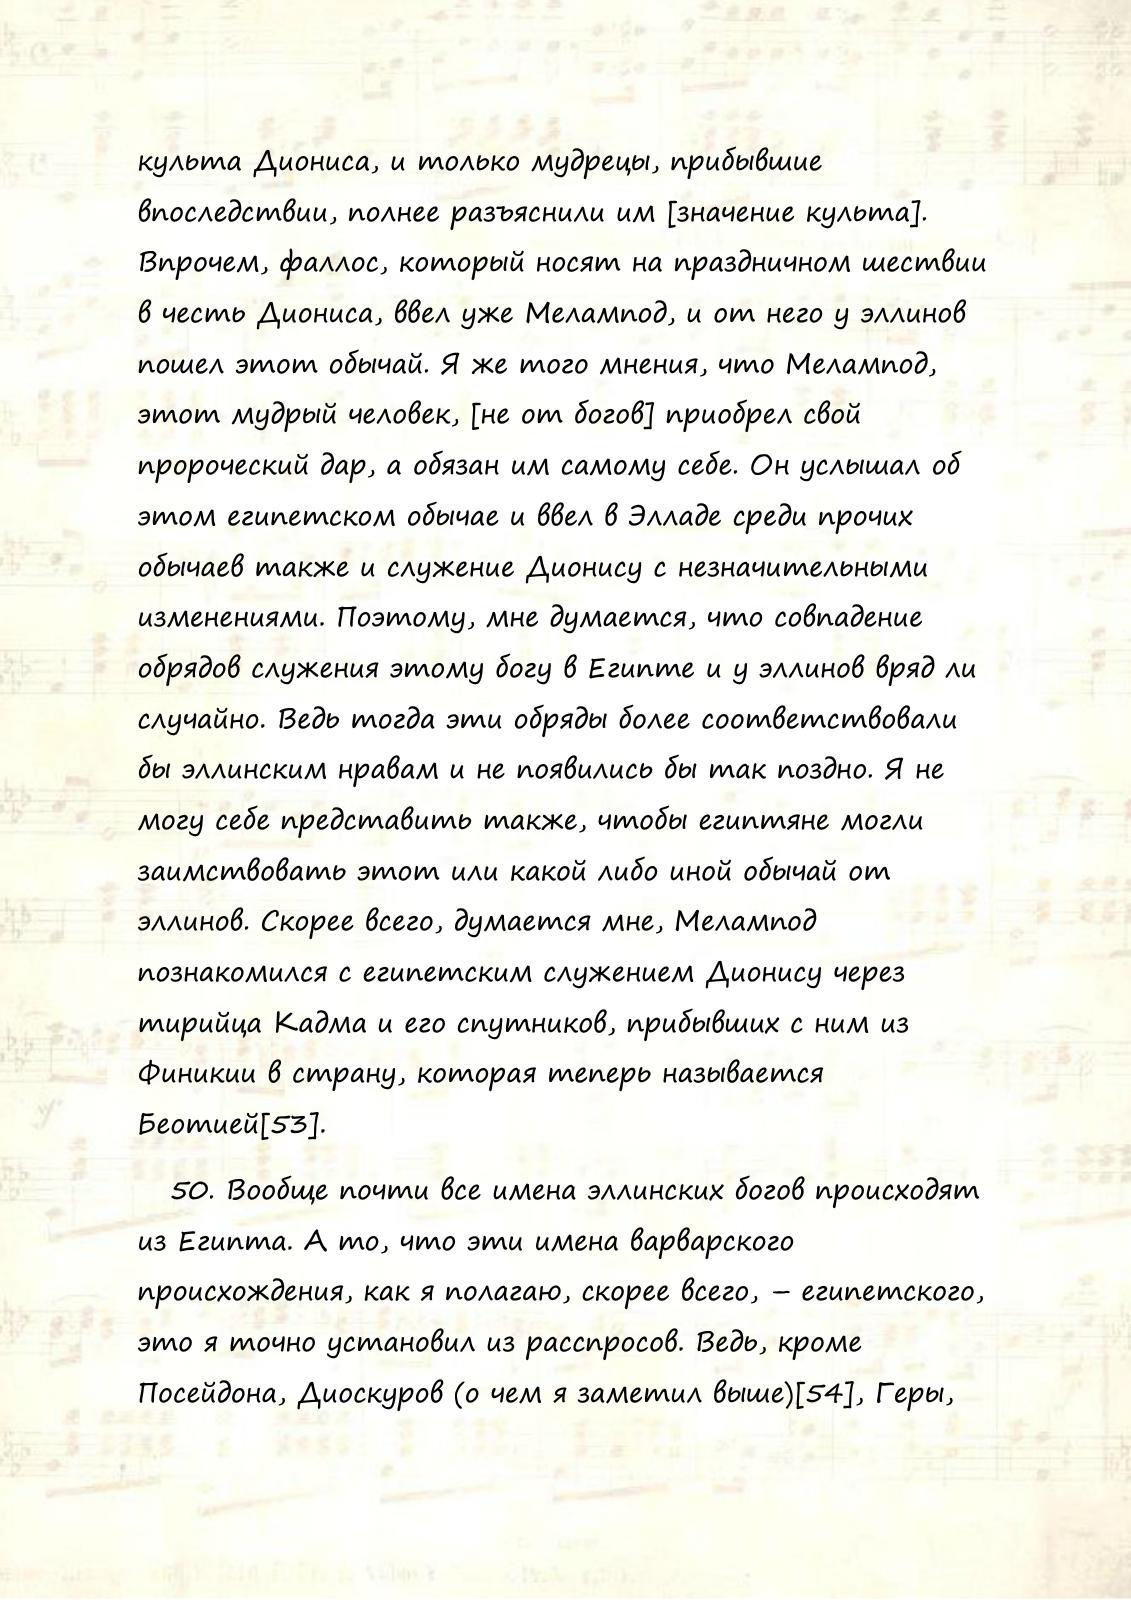 культа Диониса, и только мудрецы, прибывшие
впоследствии, полнее разъяснили им [значение культа].
Впрочем, фаллос, который носят на праздничном шествии
в честь Диониса, ввел уже Мелампод, и от него у эллинов
пошел этот обычай. Я же того мнения, что Мелампод,
этот мудрый человек, [не от богов] приобрел свой
пророческий дар, а обязан им самому себе. Он услышал об
этом египетском обычае и ввел в Элладе среди прочих
обычаев также и служение Дионису с незначительными
изменениями. Поэтому, мне думается, что совпадение
обрядов служения этому богу в Египте и у эллинов вряд ли
случайно. Ведь тогда эти обряды более соответствовали
бы эллинским нравам и не появились бы так поздно. Я не
могу себе представить также, чтобы египтяне могли
заимствовать этот или какой либо иной обычай от
эллинов. Скорее всего, думается мне, Мелампод
познакомился с египетским служением Дионису через
тирийца Кадма и его спутников, прибывших с ним из
Финикии в страну, которая теперь называется
Беотией[53].
50. Вообще почти все имена эллинских богов происходят
из Египта. А то, что эти имена варварского
происхождения, как я полагаю, скорее всего, – египетского,
это я точно установил из расспросов. Ведь, кроме
Посейдона, Диоскуров (о чем я заметил выше)[54], Геры,